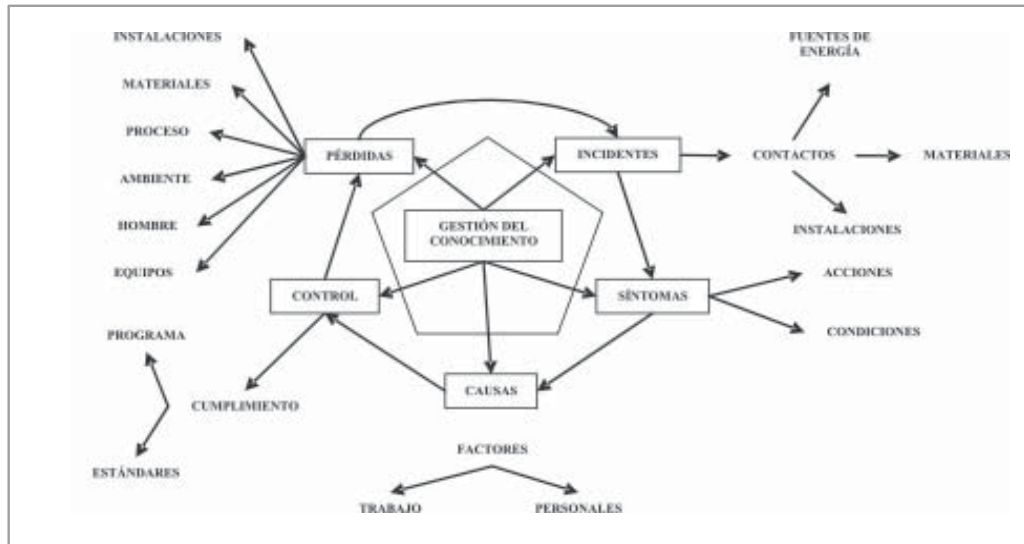 INSTALACIONES
MATERIALES
PROCESO
AMBIENTE
HOMBRE
EQUIPOS
PÉRDIDAS
INCIDENTES
CONTACTOS
FUENTES DE
ENERGÍA
MATERIALES
INSTALACIONES
GESTIÓN DEL
CONOCIMIENTO
CONTROL
SÍNTOMAS
ACCIONES
CONDICIONES
PROGRAMA
CUMPLIMIENTO
ESTÁNDARES
CAUSAS
FACTORES
TRABAJO
PERSONALES